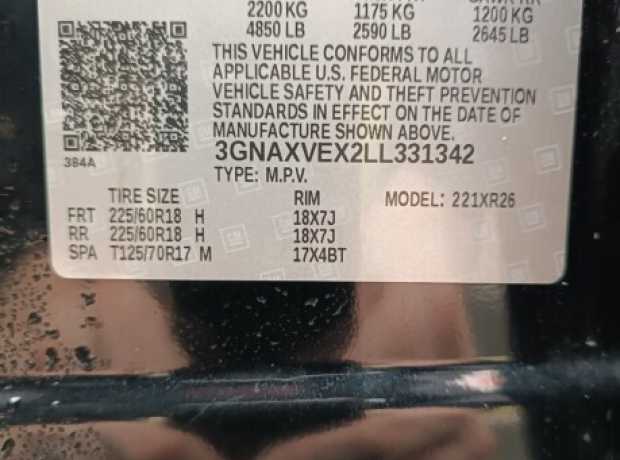 2200 KG 1175 KG 1200 KG
4850 LB 2590 LB 2645 LB
THIS VEHICLE CONFORMS TO ALL
APPLICABLE U.S. FEDERAL MOTOR
VEHICLE SAFETY AND THEFT PREVENTION
STANDARDS IN EFFECT ON THE DATE OF
MANUFACTURE SHOWN ABOVE.
384A
3GNAXVEX2LL331342
TYPE: M.P.V.
TIRE SIZE RIM MODEL: 221XR26
FRT 225/60R18 H 18X7J
RR 225/60R18 H 18X7J
SPA T125/70R17 M 17X4BT